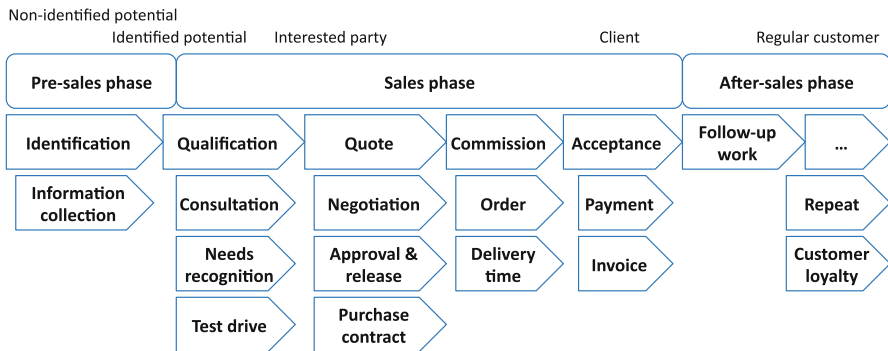 Non-identified potential
Identified potential
Interested party
Client
Regular customer
Pre-sales phase
Sales phase
After-sales phase
Identification
Qualification
Quote
Commission
Acceptance
Follow-up
work
...
Information
collection
Consultation
Negotiation
Order
Payment
Repeat
Needs
recognition
Approval &
release
Delivery
time
Invoice
Customer
loyalty
Test drive
Purchase
contract